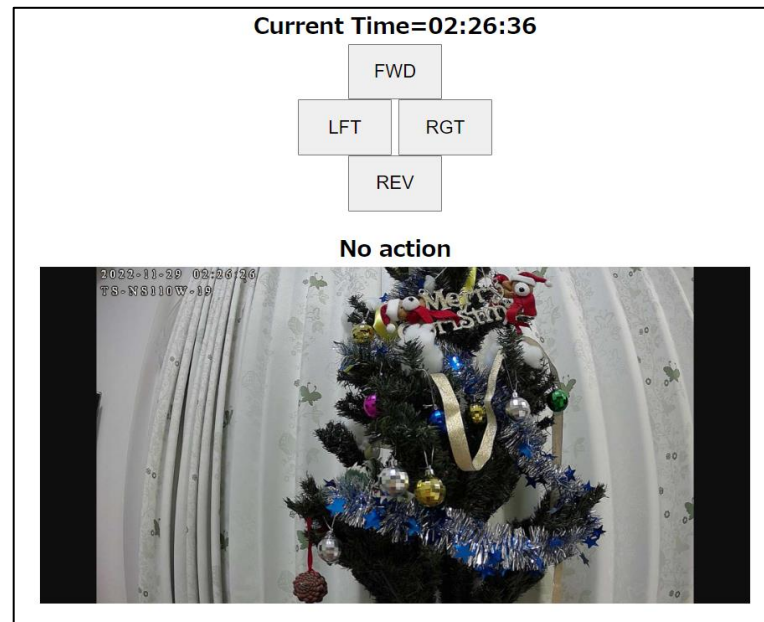 Current Time=02:26:36
FWD
LFT RGT
REV
No action
2022-11-29 02:26:26
TS-NS110W-19
Merry